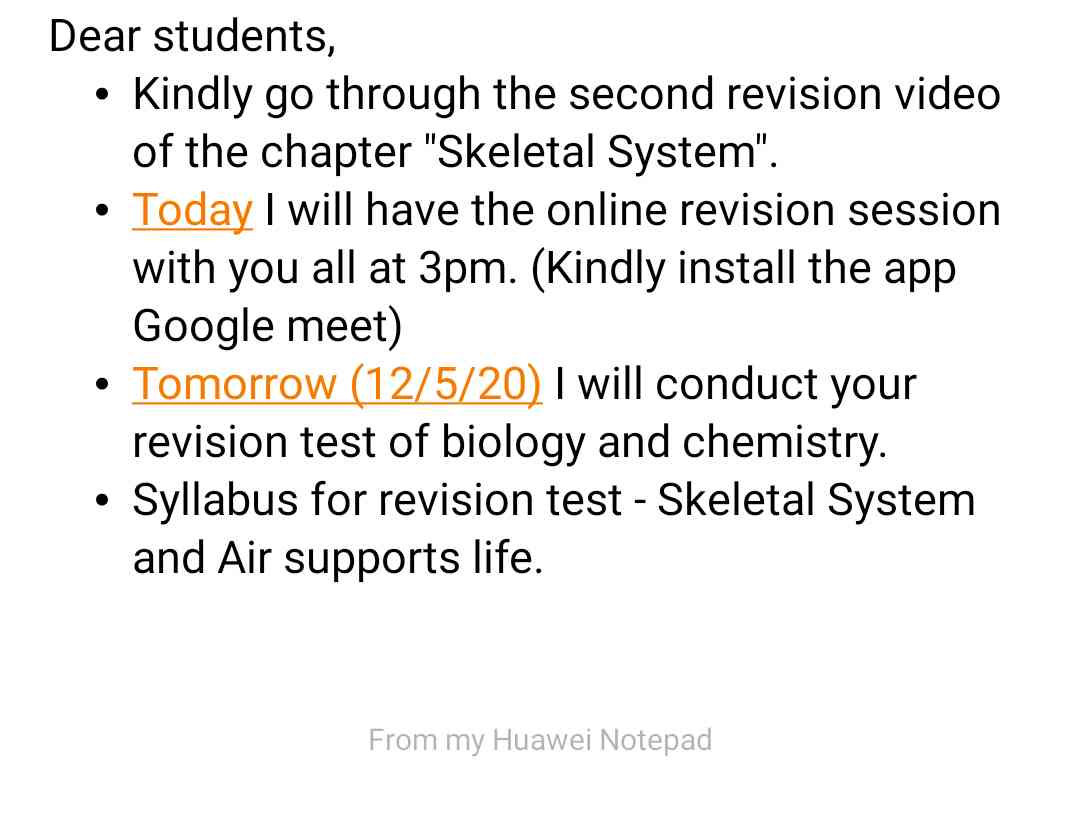 Dear students,
• Kindly go through the second revision video
of the chapter "Skeletal System".
• Today I will have the online revision session
with you all at 3pm. (Kindly install the app
Google meet)
• Tomorrow (12/5/20) I will conduct your
revision test of biology and chemistry.
• Syllabus for revision test - Skeletal System
and Air supports life.
From my Huawei Notepad